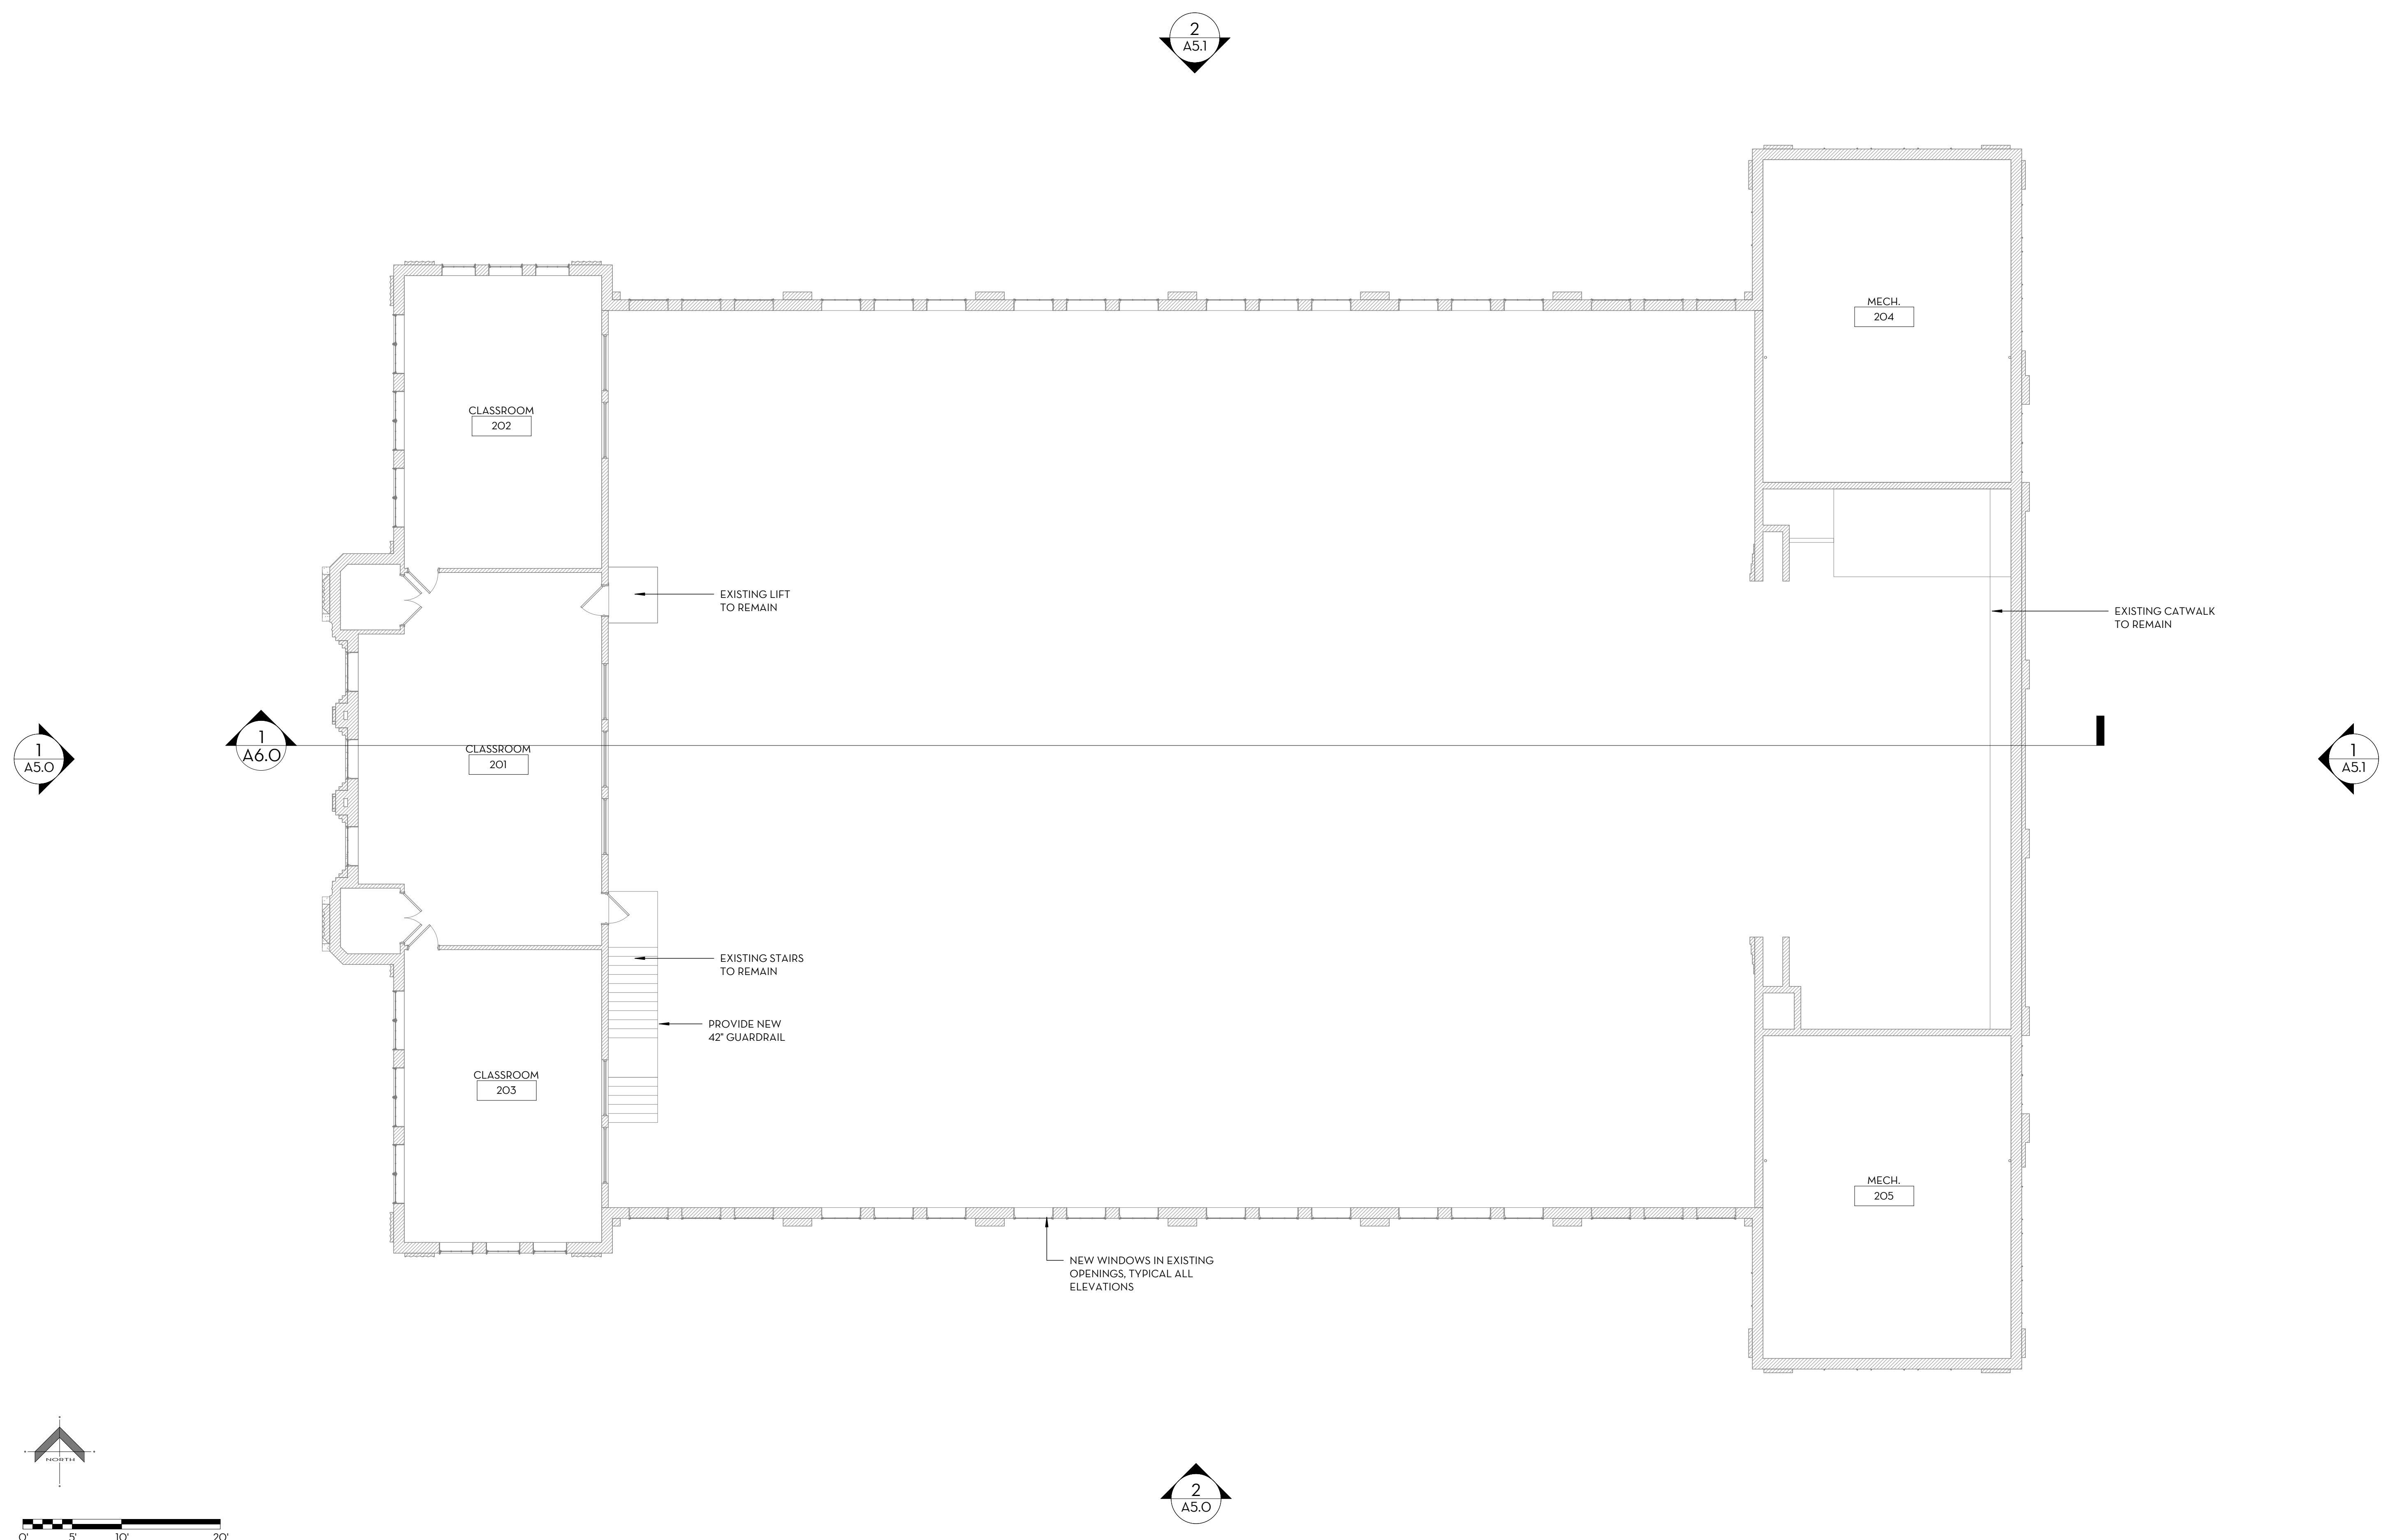 2
A5.1
MECH.
204
CLASSROOM
202
EXISTING LIFT
TO REMAIN
EXISTING CATWALK
TO REMAIN
1
A5.0
1
A6.0
CLASSROOM
201
1
A5.1
EXISTING STAIRS
TO REMAIN
PROVIDE NEW
42" GUARDRAIL
CLASSROOM
203
MECH.
205
NEW WINDOWS IN EXISTING
OPENINGS, TYPICAL ALL
ELEVATIONS
NORTH
2
A5.0
0' 5' 10' 20'